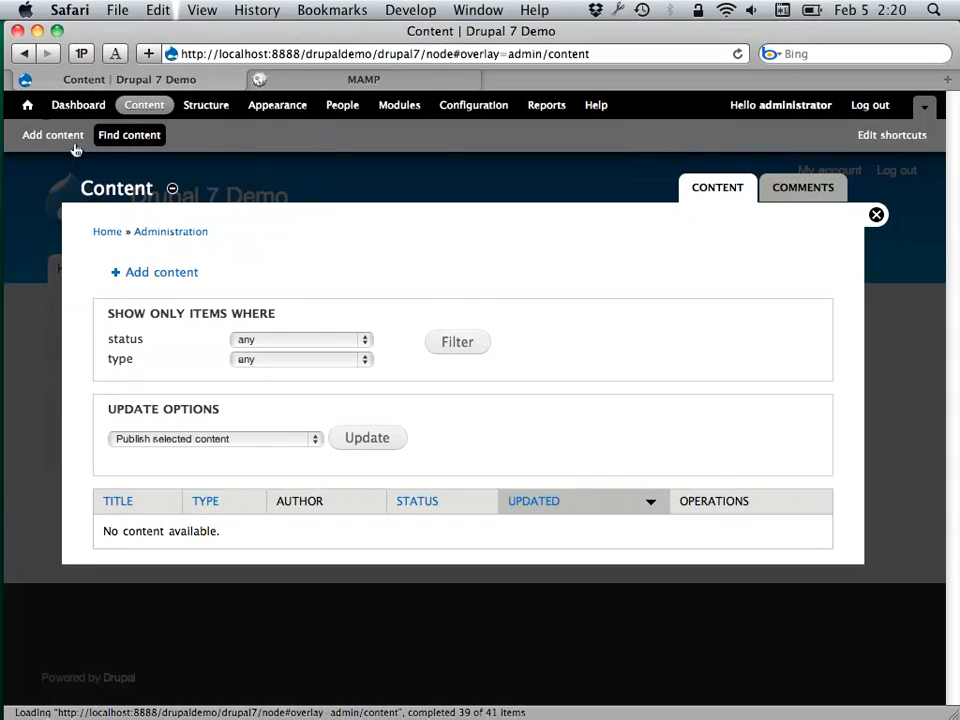 Safari File Edit View History Bookmarks Develop Window Help Feb 5 2:20
Content | Drupal 7 Demo
1P A + http://localhost:8888/drupaldemo/drupal7/node#overlay=admin/content Bing
Content | Drupal 7 Demo MAMP +
Dashboard Content Structure Appearance People Modules Configuration Reports Help Hello administrator Log out
Add content Find content Edit shortcuts
My account Log out
Content Drupal 7 Demo CONTENT COMMENTS
Home » Administration
+ Add content
SHOW ONLY ITEMS WHERE
status any Filter
type any
UPDATE OPTIONS
Publish selected content Update
TITLE TYPE AUTHOR STATUS UPDATED OPERATIONS
No content available.
Powered by Drupal
Loading "http://localhost:8888/drupaldemo/drupal7/node#overlay=admin/content", completed 39 of 41 items